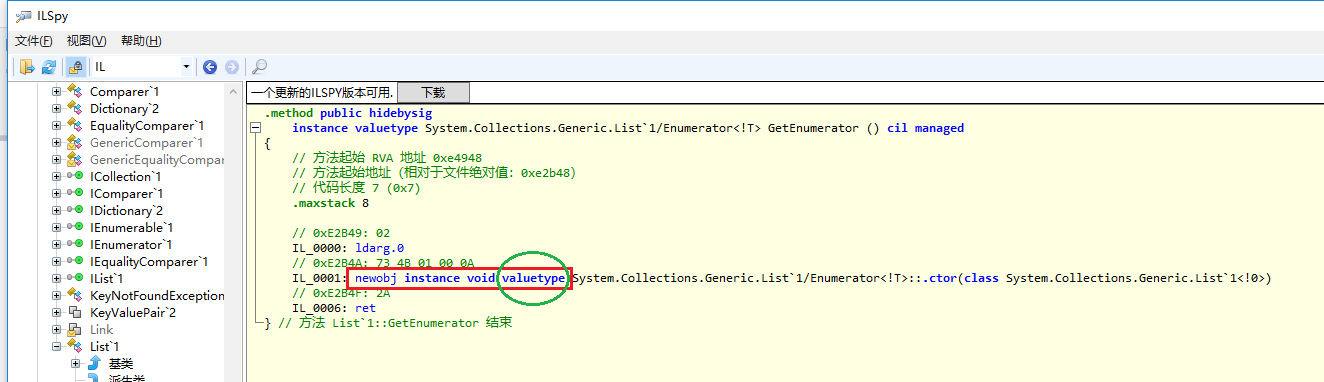 ILSpy
文件(F) 视图(V) 帮助(H)
IL
Comparer`1
Dictionary`2
EqualityComparer`1
GenericComparer`1
GenericEqualityCompar
ICollection`1
IComparer`1
IDictionary`2
IEnumerable`1
IEnumerator`1
IEqualityComparer`1
IList`1
KeyNotFoundException
KeyValuePair`2
Link
List`1
基类
派生类
一个更新的ILSPY版本可用. 下载
.method public hidebysig
instance valuetype System.Collections.Generic.List`1/Enumerator<!T> GetEnumerator () cil managed
{
// 方法起始 RVA 地址 0xe4948
// 方法起始地址（相对于文件绝对值：0xe2b48）
// 代码长度 7 (0x7)
.maxstack 8
// 0xE2B49: 02
IL_0000: ldarg.0
// 0xE2B4A: 73 4B 01 00 0A
IL_0001: newobj instance void valuetype System.Collections.Generic.List`1/Enumerator<!T>::.ctor(class System.Collections.Generic.List`1<!0>)
// 0xE2B4F: 2A
IL_0006: ret
} // 方法 List`1::GetEnumerator 结束